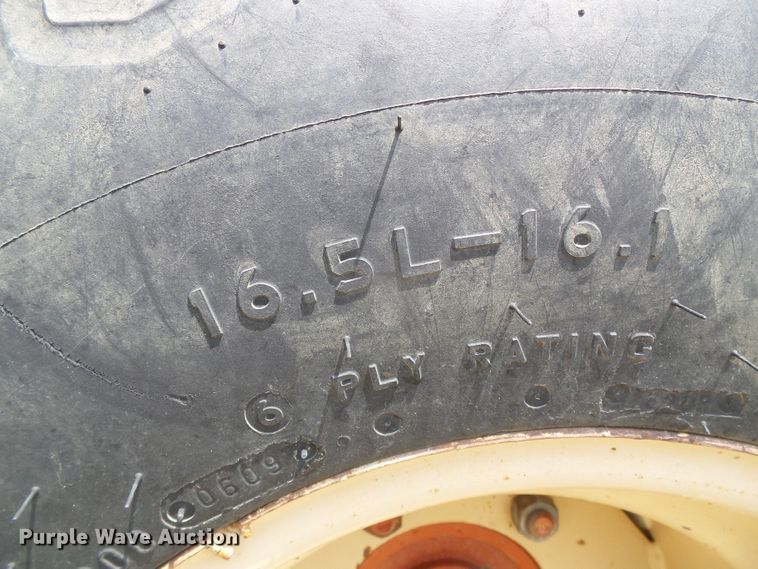 16.5L-16.1
6 PLY RATING
0609
Purple Wave Auction